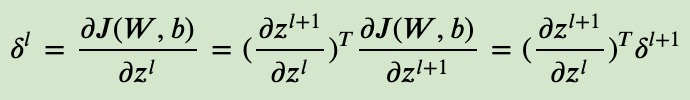 δ^l = ∂J(W, b)/∂z^l = (∂z^{l+1}/∂z^l)^T ∂J(W, b)/∂z^{l+1} = (∂z^{l+1}/∂z^l)^T δ^{l+1}